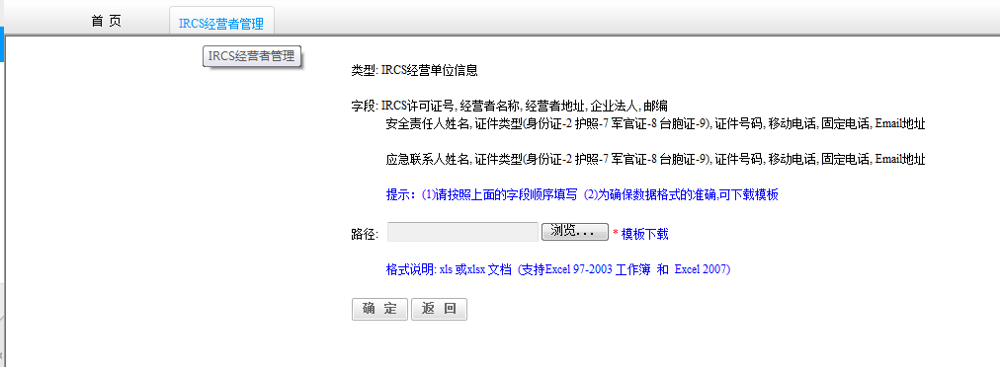 首 页
IRCS经营者管理
IRCS经营者管理
类型: IRCS经营单位信息
字段: IRCS许可证号, 经营者名称, 经营者地址, 企业法人, 邮编
安全责任人姓名, 证件类型(身份证-2 护照-7 军官证-8 台胞证-9), 证件号码, 移动电话, 固定电话, Email地址
应急联系人姓名, 证件类型(身份证-2 护照-7 军官证-8 台胞证-9), 证件号码, 移动电话, 固定电话, Email地址
提示：(1)请按照上面的字段顺序填写 (2)为确保数据格式的准确,可下载模板
路径: 浏览... * 模板下载
格式说明: xls 或xlsx 文档 (支持Excel 97-2003 工作簿 和 Excel 2007)
确 定 返 回